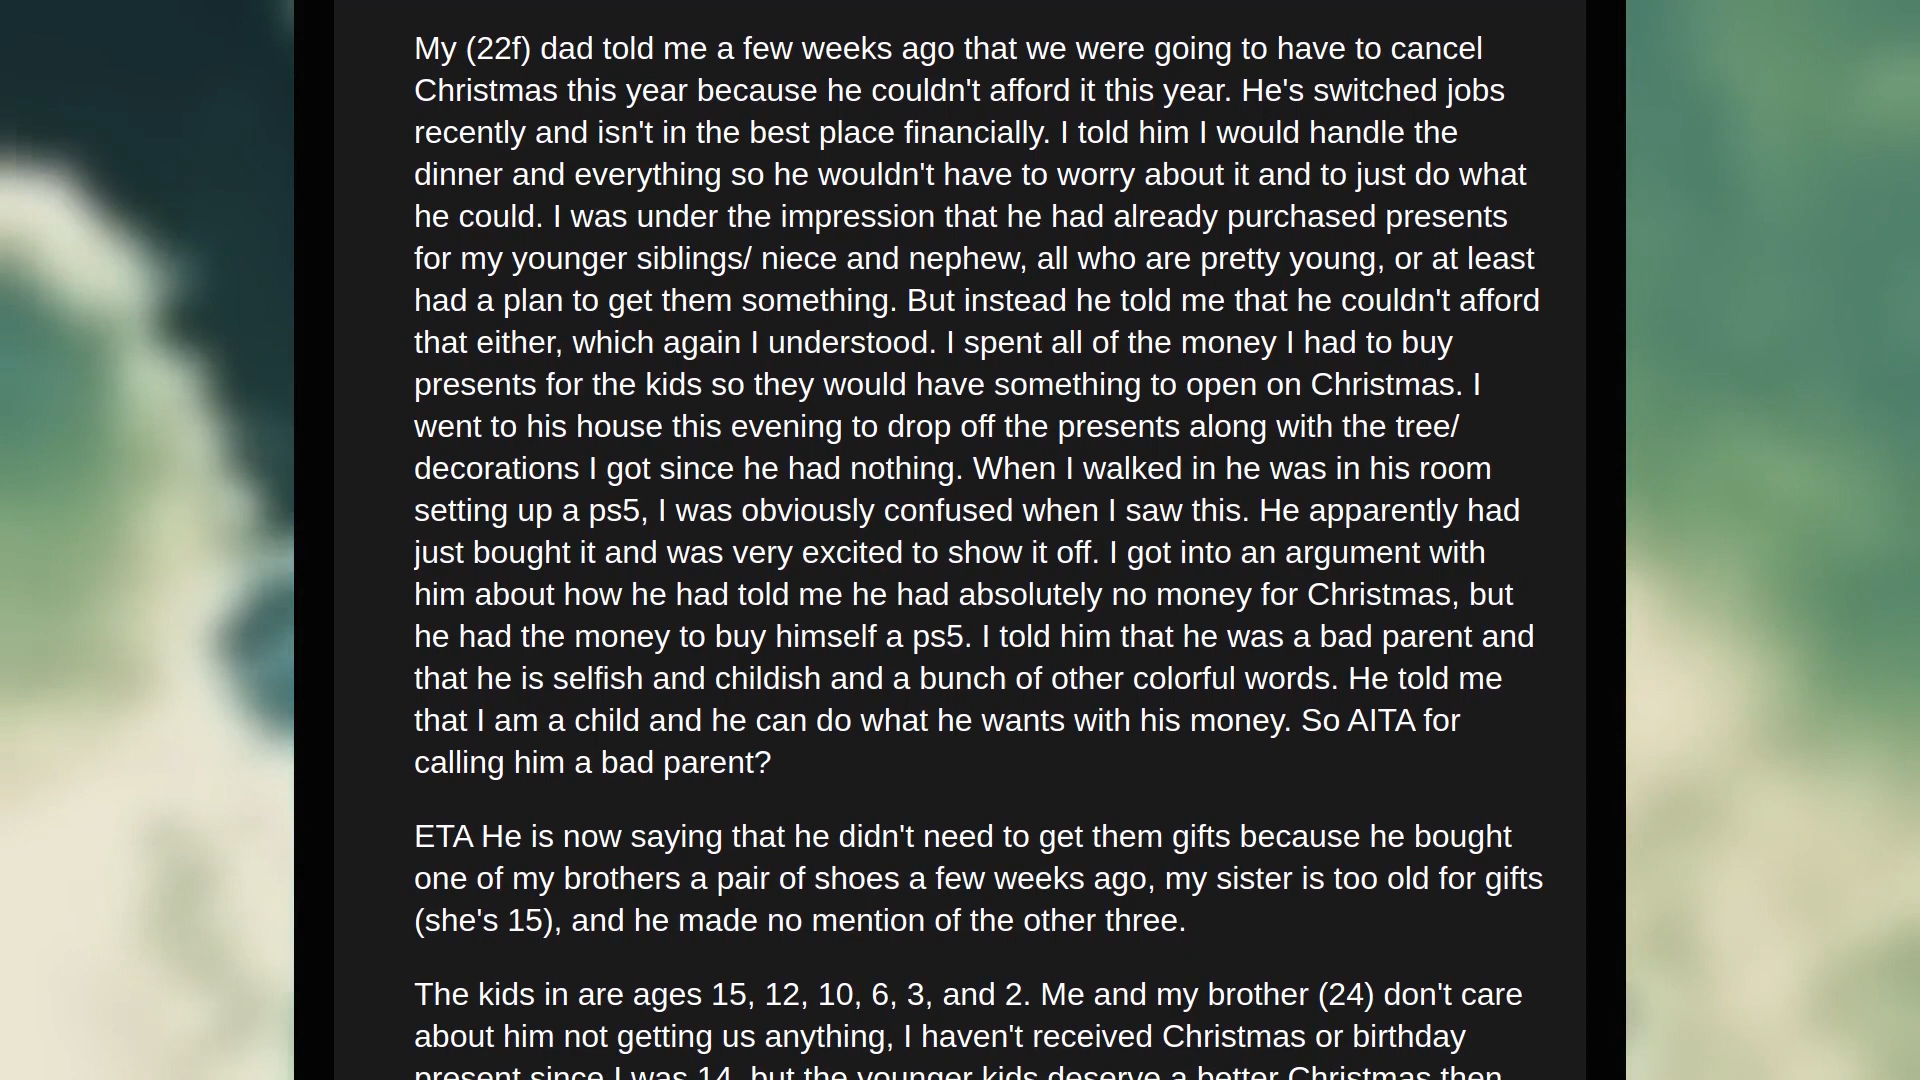 My (22f) dad told me a few weeks ago that we were going to have to cancel
Christmas this year because he couldn't afford it this year. He's switched jobs
recently and isn't in the best place financially. I told him I would handle the
dinner and everything so he wouldn't have to worry about it and to just do what
he could. I was under the impression that he had already purchased presents
for my younger siblings/ niece and nephew, all who are pretty young, or at least
had a plan to get them something. But instead he told me that he couldn't afford
that either, which again I understood. I spent all of the money I had to buy
presents for the kids so they would have something to open on Christmas. I
went to his house this evening to drop off the presents along with the tree/
decorations I got since he had nothing. When I walked in he was in his room
setting up a ps5, I was obviously confused when I saw this. He apparently had
just bought it and was very excited to show it off. I got into an argument with
him about how he had told me he had absolutely no money for Christmas, but
he had the money to buy himself a ps5. I told him that he was a bad parent and
that he is selfish and childish and a bunch of other colorful words. He told me
that I am a child and he can do what he wants with his money. So AITA for
calling him a bad parent?
ETA He is now saying that he didn't need to get them gifts because he bought
one of my brothers a pair of shoes a few weeks ago, my sister is too old for gifts
(she's 15), and he made no mention of the other three.
The kids in are ages 15, 12, 10, 6, 3, and 2. Me and my brother (24) don't care
about him not getting us anything, I haven't received Christmas or birthday
present since I was 14, but the younger kids deserve a better Christmas then